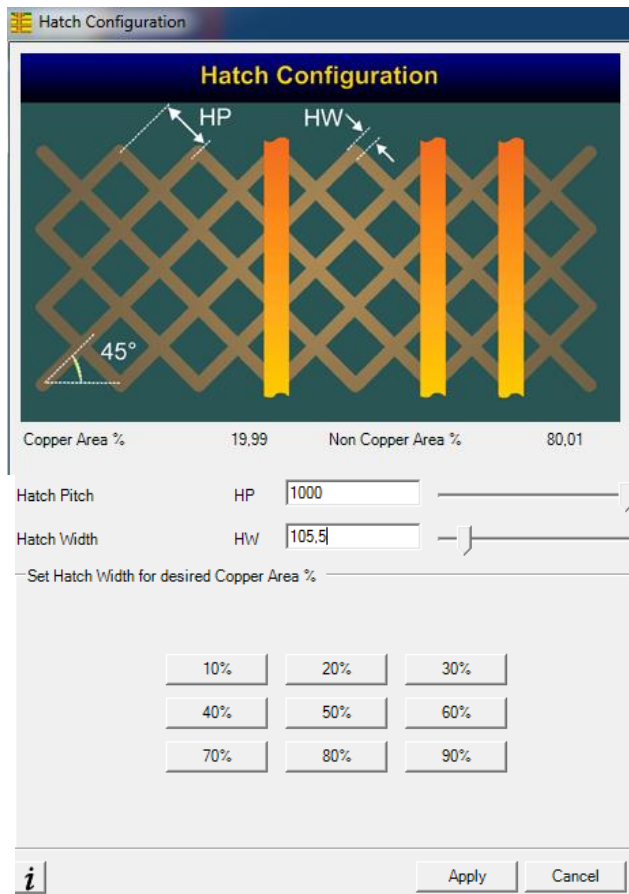 Hatch Configuration
Hatch Configuration
HP HW
45°
Copper Area % 19,99 Non Copper Area % 80,01
Hatch Pitch HP 1000
Hatch Width HW 105,5
Set Hatch Width for desired Copper Area %
10% 20% 30%
40% 50% 60%
70% 80% 90%
i Apply Cancel